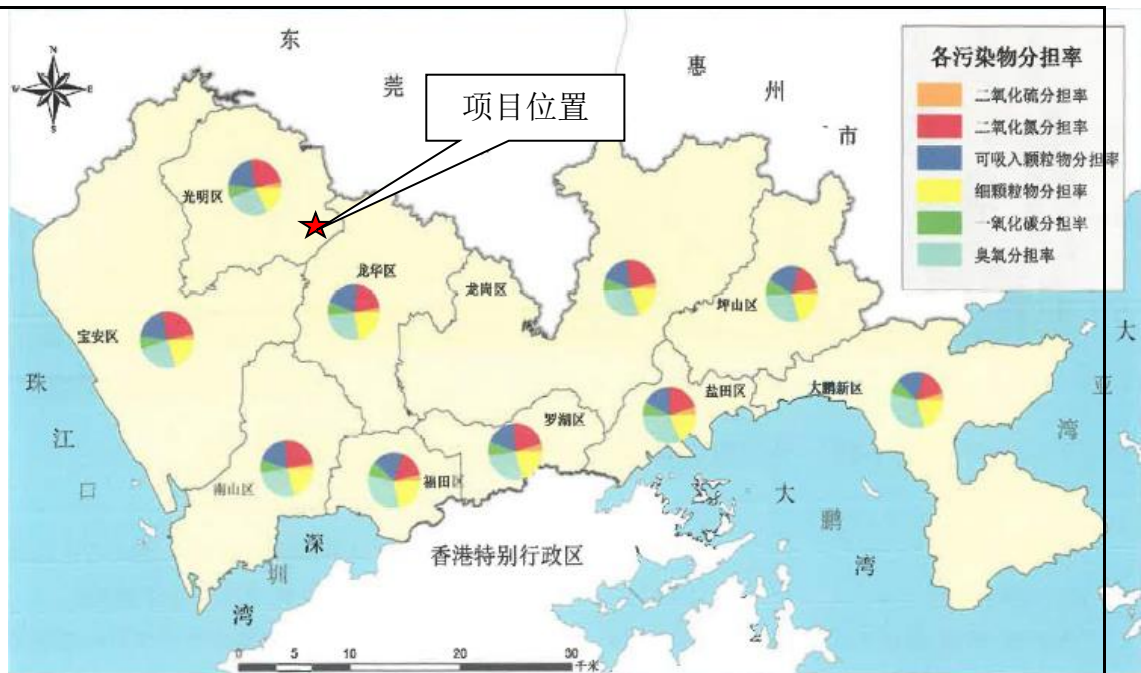 东
莞
惠
州
市
项目位置
N
W
E
S
各污染物分担率
二氧化硫分担率
二氧化氮分担率
可吸入颗粒物分担率
细颗粒物分担率
一氧化碳分担率
臭氧分担率
光明区
龙华区
龙岗区
坪山区
宝安区
盐田区
大鹏新区
罗湖区
南山区
福田区
珠
江
口
深
圳
湾
香港特别行政区
大
鹏
湾
大
亚
湾
0 5 10 20 30
千米